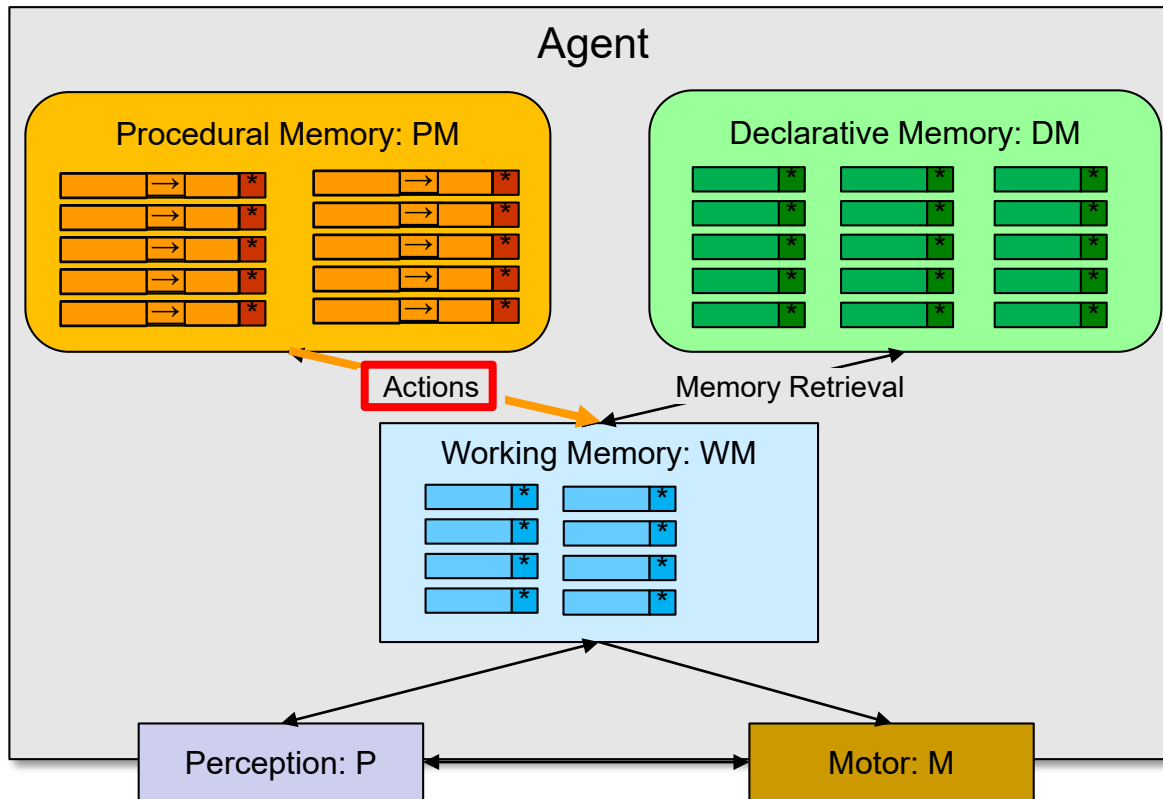 Agent
Procedural Memory: PM
→ * → *
→ * → *
→ * → *
→ * → *
→ * → *
Declarative Memory: DM
* * *
* * *
* * *
* * *
* * *
Actions
Memory Retrieval
Working Memory: WM
* *
* *
* *
* *
Perception: P
Motor: M